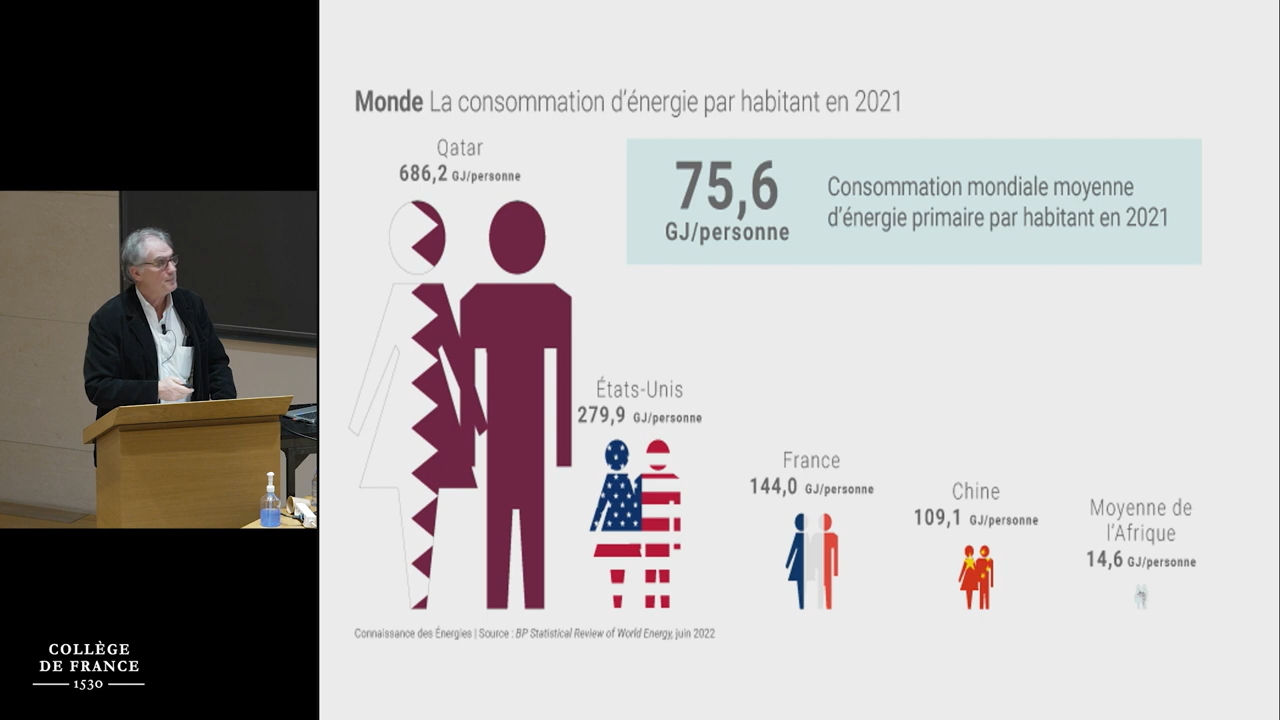 Monde La consommation d'énergie par habitant en 2021
Qatar
686,2 GJ/personne
75,6
GJ/personne
Consommation mondiale moyenne
d'énergie primaire par habitant en 2021
États-Unis
279,9 GJ/personne
France
144,0 GJ/personne
Chine
109,1 GJ/personne
Moyenne de
l'Afrique
14,6 GJ/personne
Connaissance des Énergies | Source : BP Statistical Review of World Energy, juin 2022
COLLÈGE
DE FRANCE
1530